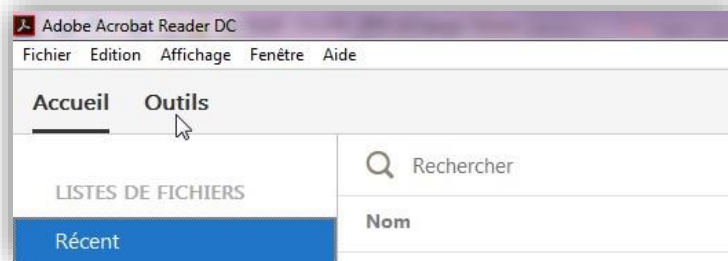 Adobe Acrobat Reader DC
Fichier Edition Affichage Fenêtre Aide
Accueil Outils
Rechercher
LISTES DE FICHIERS
Nom
Récent